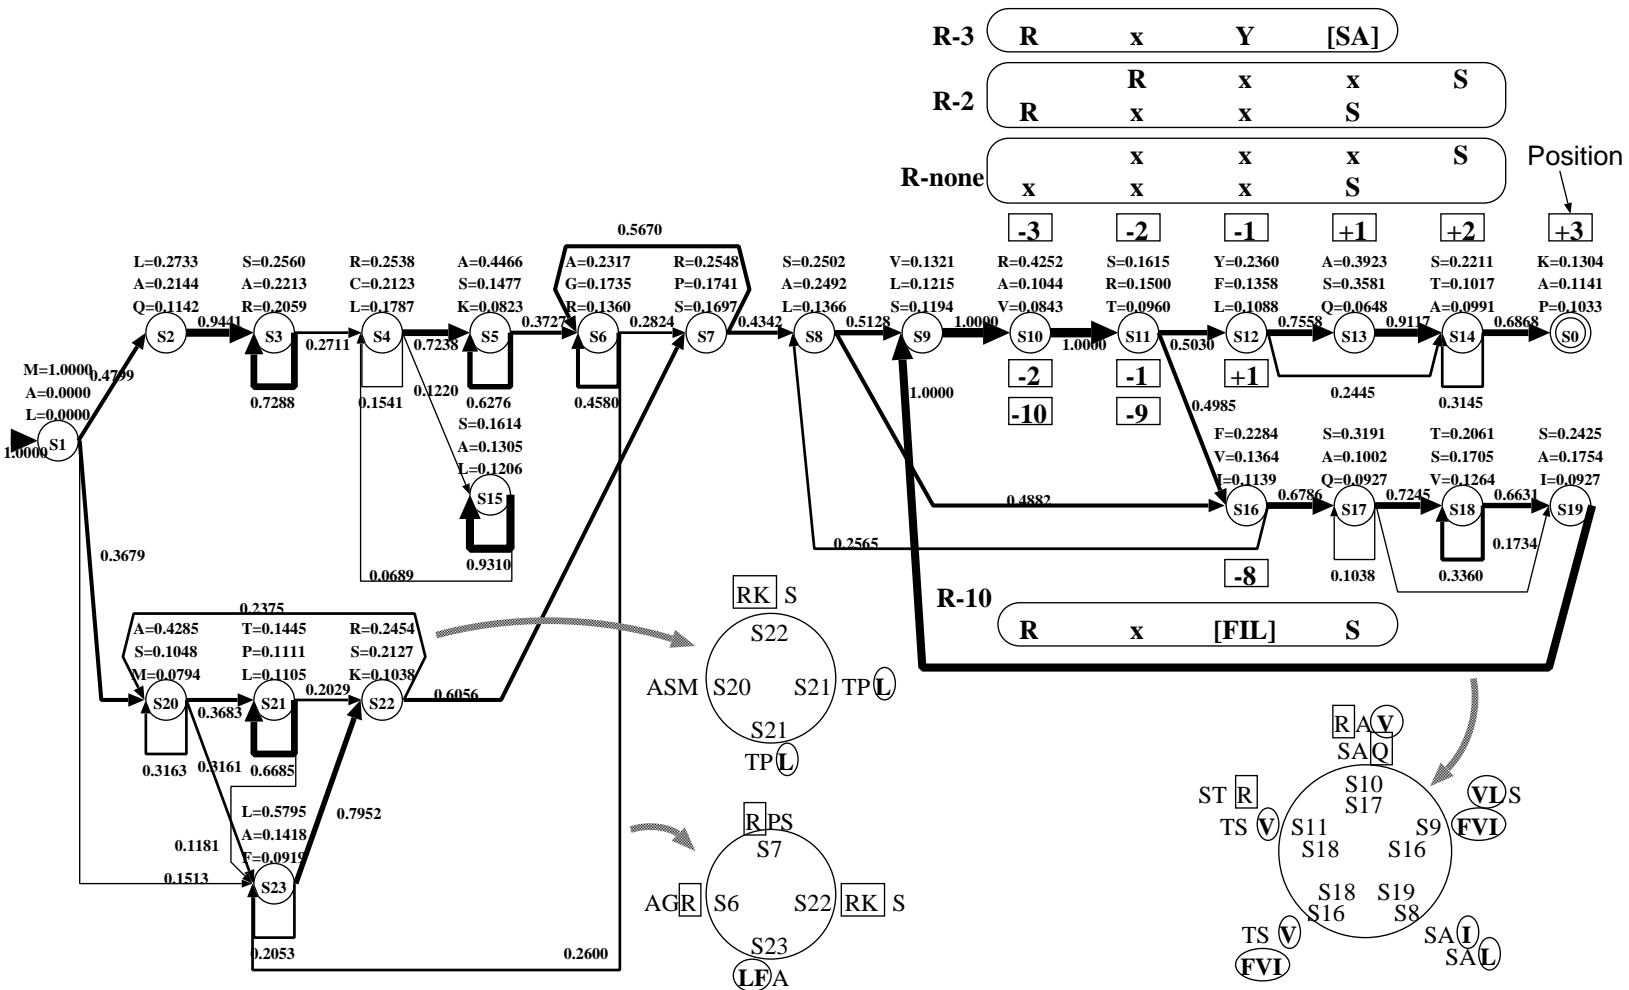 R-3 R x Y [SA]
R x x S
R-2
R x x S
x x x S
R-none
x x x S
Position
-3 -2 -1 +1 +2 +3
0.5670
L=0.2733 S=0.2560 R=0.2538 A=0.4466 A=0.2317 R=0.2548 S=0.2502 V=0.1321 R=0.4252 S=0.1615 Y=0.2360 A=0.3923 S=0.2211 K=0.1304
A=0.2144 A=0.2213 C=0.2123 S=0.1477 G=0.1735 P=0.1741 A=0.2492 L=0.1215 A=0.1044 R=0.1500 F=0.1358 S=0.3581 T=0.1017 A=0.1141
Q=0.1142 R=0.2059 L=0.1787 K=0.0823 R=0.1360 S=0.1697 L=0.1366 S=0.1194 V=0.0843 T=0.0960 L=0.1088 Q=0.0648 A=0.0991 P=0.1033
0.9441 0.3727 0.2824 0.4342 0.5128 1.0000 0.7558 0.9117 0.6868
S2 S3 S4 S5 S6 S7 S8 S9 S10 S11 S12 S13 S14 S0
0.2711 0.7238 1.0000 0.5030
M=1.0000
0.4799
A=0.0000
L=0.0000
-2 -1 +1
0.1220 1.0000 0.2445
0.7288 0.1541 0.6276 0.4580 0.3145
-10 -9
0.4985
S=0.1614
A=0.1305
L=0.1206
S1
1.0000
F=0.2284 S=0.3191 T=0.2061 S=0.2425
V=0.1364 A=0.1002 S=0.1705 A=0.1754
I=0.1139 Q=0.0927 V=0.1264 I=0.0927
S15
0.4882 0.6786 0.7245 0.6631
S16 S17 S18 S19
0.3679
0.2565 0.1734
0.9310
0.0689
-8 0.1038 0.3360
RK S
R-10
R x [FIL] S
0.2375
A=0.4285 T=0.1445 R=0.2454
S=0.1048 P=0.1111 S=0.2127
M=0.0794 L=0.1105 K=0.1038
0.2029 0.6056
S20 S21 S22
0.3683
S22
ASM S20 S21 TP L
S21
TP L
0.3163 0.3161 0.6685
R A V
SA Q
S10
S17
ST R
TS V
VL S
FVI
S11 S9
S18 S16
S18 S19
S16 S8
TS V
FVI
SA I
SA L
L=0.5795
0.7952
A=0.1418
0.1181
F=0.0919
0.1513
S23
0.2053
0.2600
R PS
S7
AG R S6 S22 RK S
S23
LF A